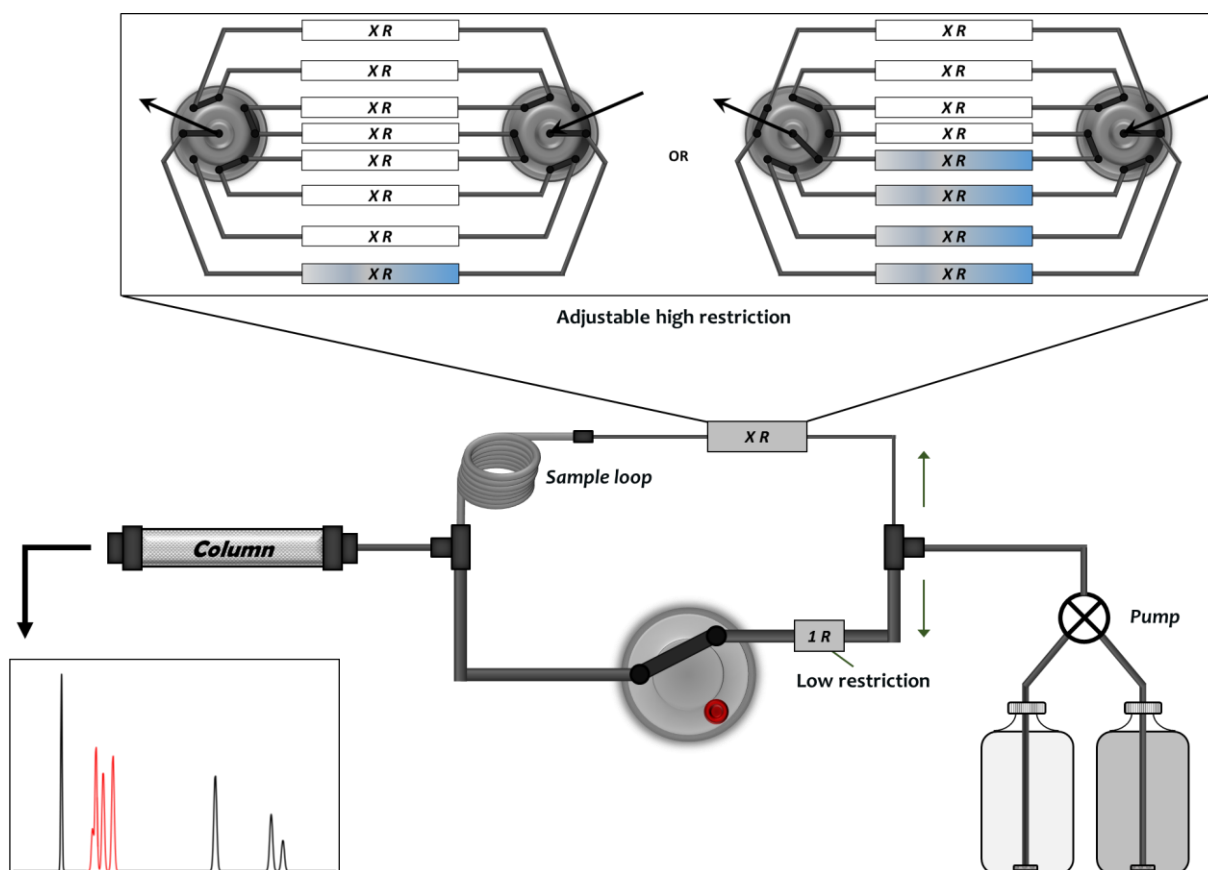 X R
X R
X R
X R
X R
X R
X R
X R
OR
X R
X R
X R
X R
X R
X R
X R
X R
Adjustable high restriction
X R
Sample loop
Column
Pump
1 R
Low restriction